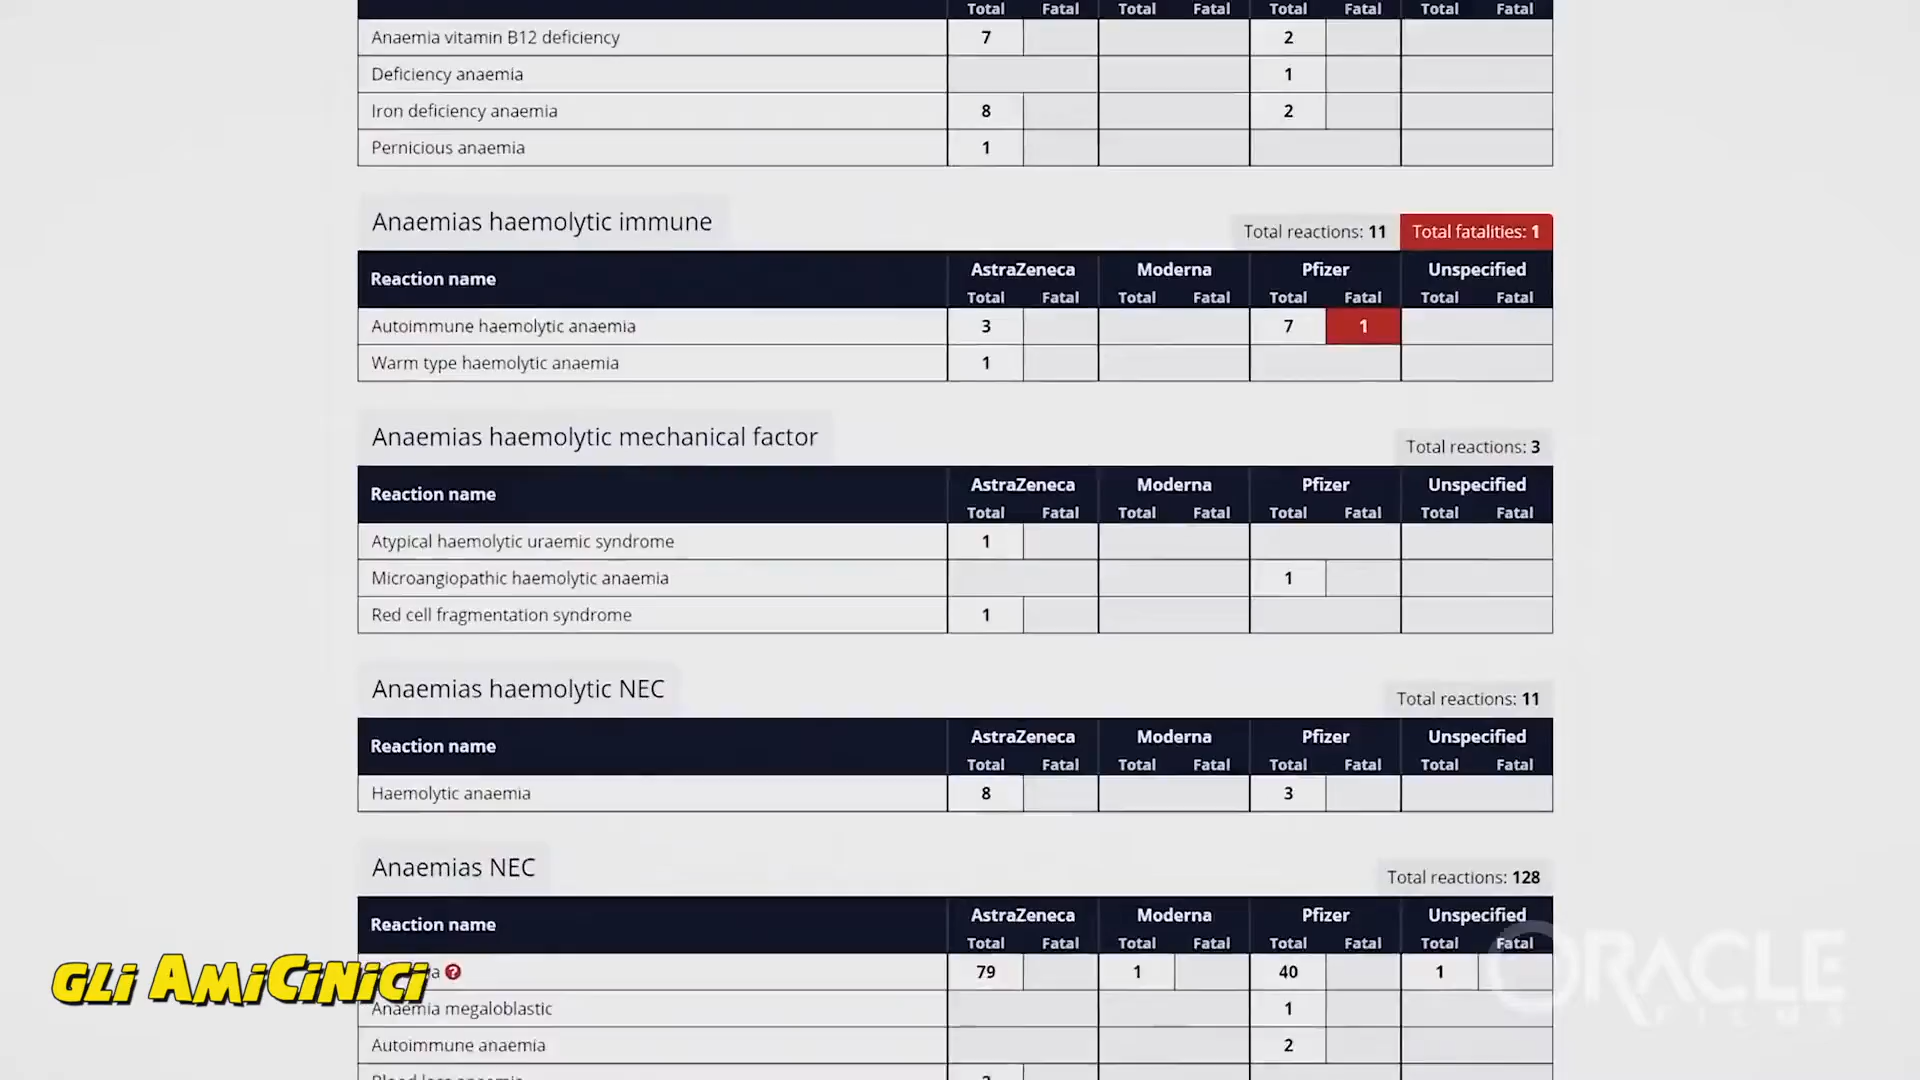 Total Fatal Total Fatal Total Fatal Total Fatal
Anaemia vitamin B12 deficiency 7 2
Deficiency anaemia 1
Iron deficiency anaemia 8 2
Pernicious anaemia 1
Anaemias haemolytic immune
Total reactions: 11 Total fatalities: 1
Reaction name AstraZeneca Moderna Pfizer Unspecified
Total Fatal Total Fatal Total Fatal Total Fatal
Autoimmune haemolytic anaemia 3 7 1
Warm type haemolytic anaemia 1
Anaemias haemolytic mechanical factor
Total reactions: 3
Reaction name AstraZeneca Moderna Pfizer Unspecified
Total Fatal Total Fatal Total Fatal Total Fatal
Atypical haemolytic uraemic syndrome 1
Microangiopathic haemolytic anaemia 1
Red cell fragmentation syndrome 1
Anaemias haemolytic NEC
Total reactions: 11
Reaction name AstraZeneca Moderna Pfizer Unspecified
Total Fatal Total Fatal Total Fatal Total Fatal
Haemolytic anaemia 8 3
Anaemias NEC
Total reactions: 128
Reaction name AstraZeneca Moderna Pfizer Unspecified
Total Fatal Total Fatal Total Fatal Total Fatal
79 1 40 1
Anaemia megaloblastic 1
Autoimmune anaemia 2
GLi AMiCiNiCi
ORACLE
FILMS